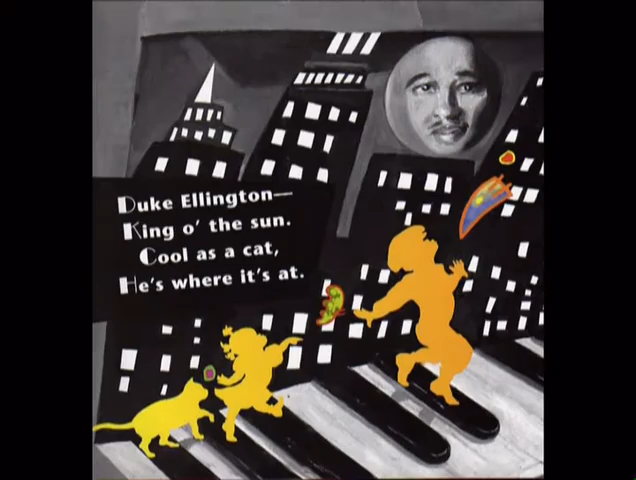 Duke Ellington—
King o' the sun.
Cool as a cat,
He's where it's at.